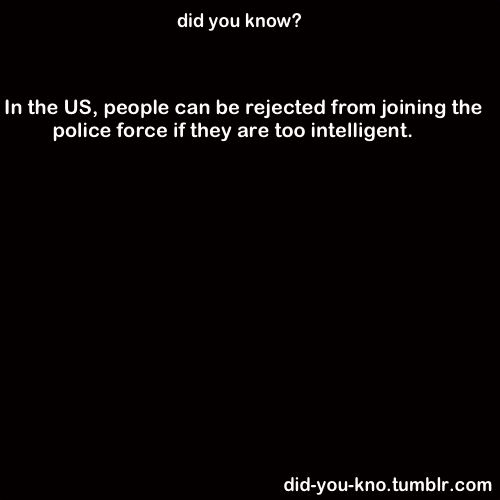 did you know?
In the US, people can be rejected from joining the
police force if they are too intelligent.
did-you-kno.tumblr.com